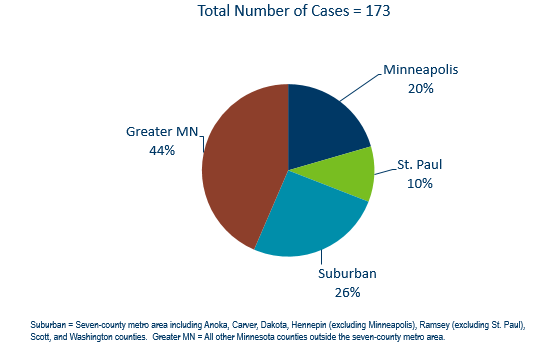 Total Number of Cases = 173
Minneapolis
20%
Greater MN
44%
St. Paul
10%
Suburban
26%
Suburban = Seven-county metro area including Anoka, Carver, Dakota, Hennepin (excluding Minneapolis), Ramsey (excluding St. Paul),
Scott, and Washington counties.  Greater MN = All other Minnesota counties outside the seven-county metro area.